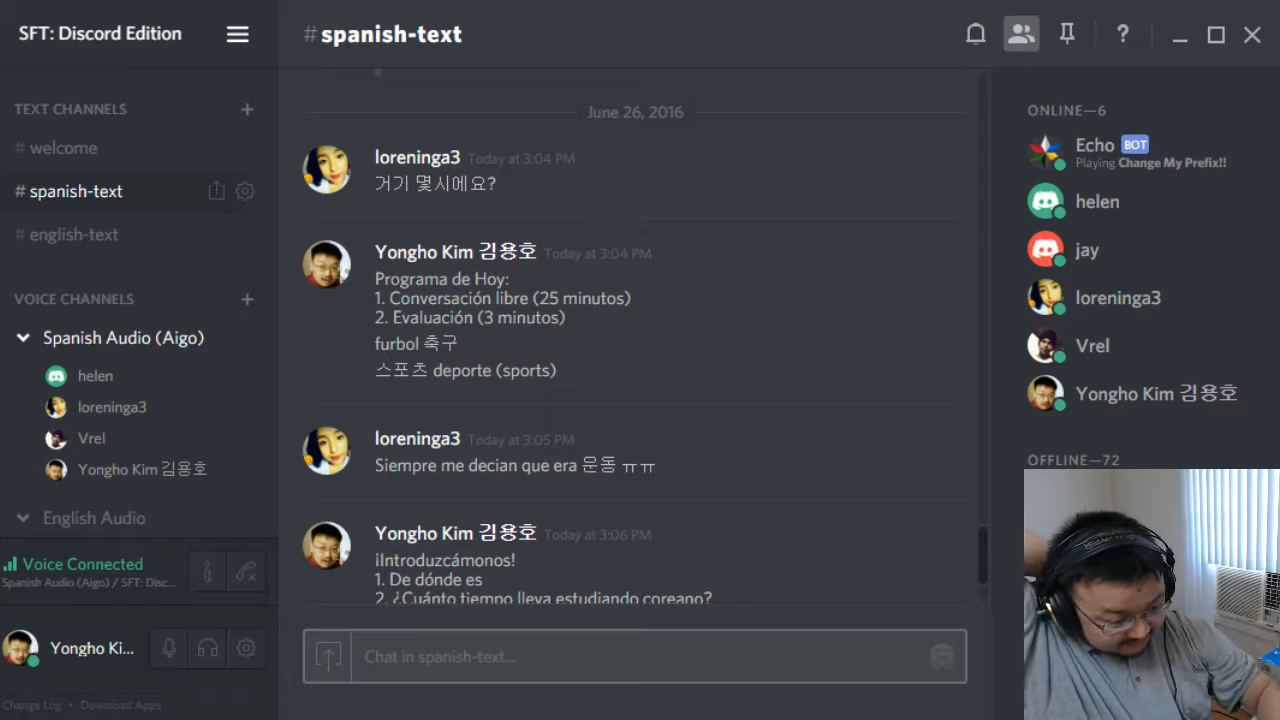 SFT: Discord Edition
TEXT CHANNELS
# welcome
# spanish-text
# english-text
VOICE CHANNELS
Spanish Audio (Aigo)
helen
loreninga3
Vrel
Yongho Kim 김용호
English Audio
Voice Connected
Spanish Audio (Aigo) / SFT: Disc...
Yongho Ki...
Change Log • Download Apps
#spanish-text
June 26, 2016
loreninga3 Today at 3:04 PM
거기 몇시에요?
Yongho Kim 김용호 Today at 3:04 PM
Programa de Hoy:
1. Conversación libre (25 minutos)
2. Evaluación (3 minutos)
furbol 축구
스포츠 deporte (sports)
loreninga3 Today at 3:05 PM
Siempre me decian que era 운동 ㅠㅠ
Yongho Kim 김용호 Today at 3:06 PM
¡Introduzcámonos!
1. De dónde es
2. ¿Cuánto tiempo lleva estudiando coreano?
Chat in spanish-text...
ONLINE—6
Echo BOT
Playing Change My Prefix!!
helen
jay
loreninga3
Vrel
Yongho Kim 김용호
OFFLINE—72